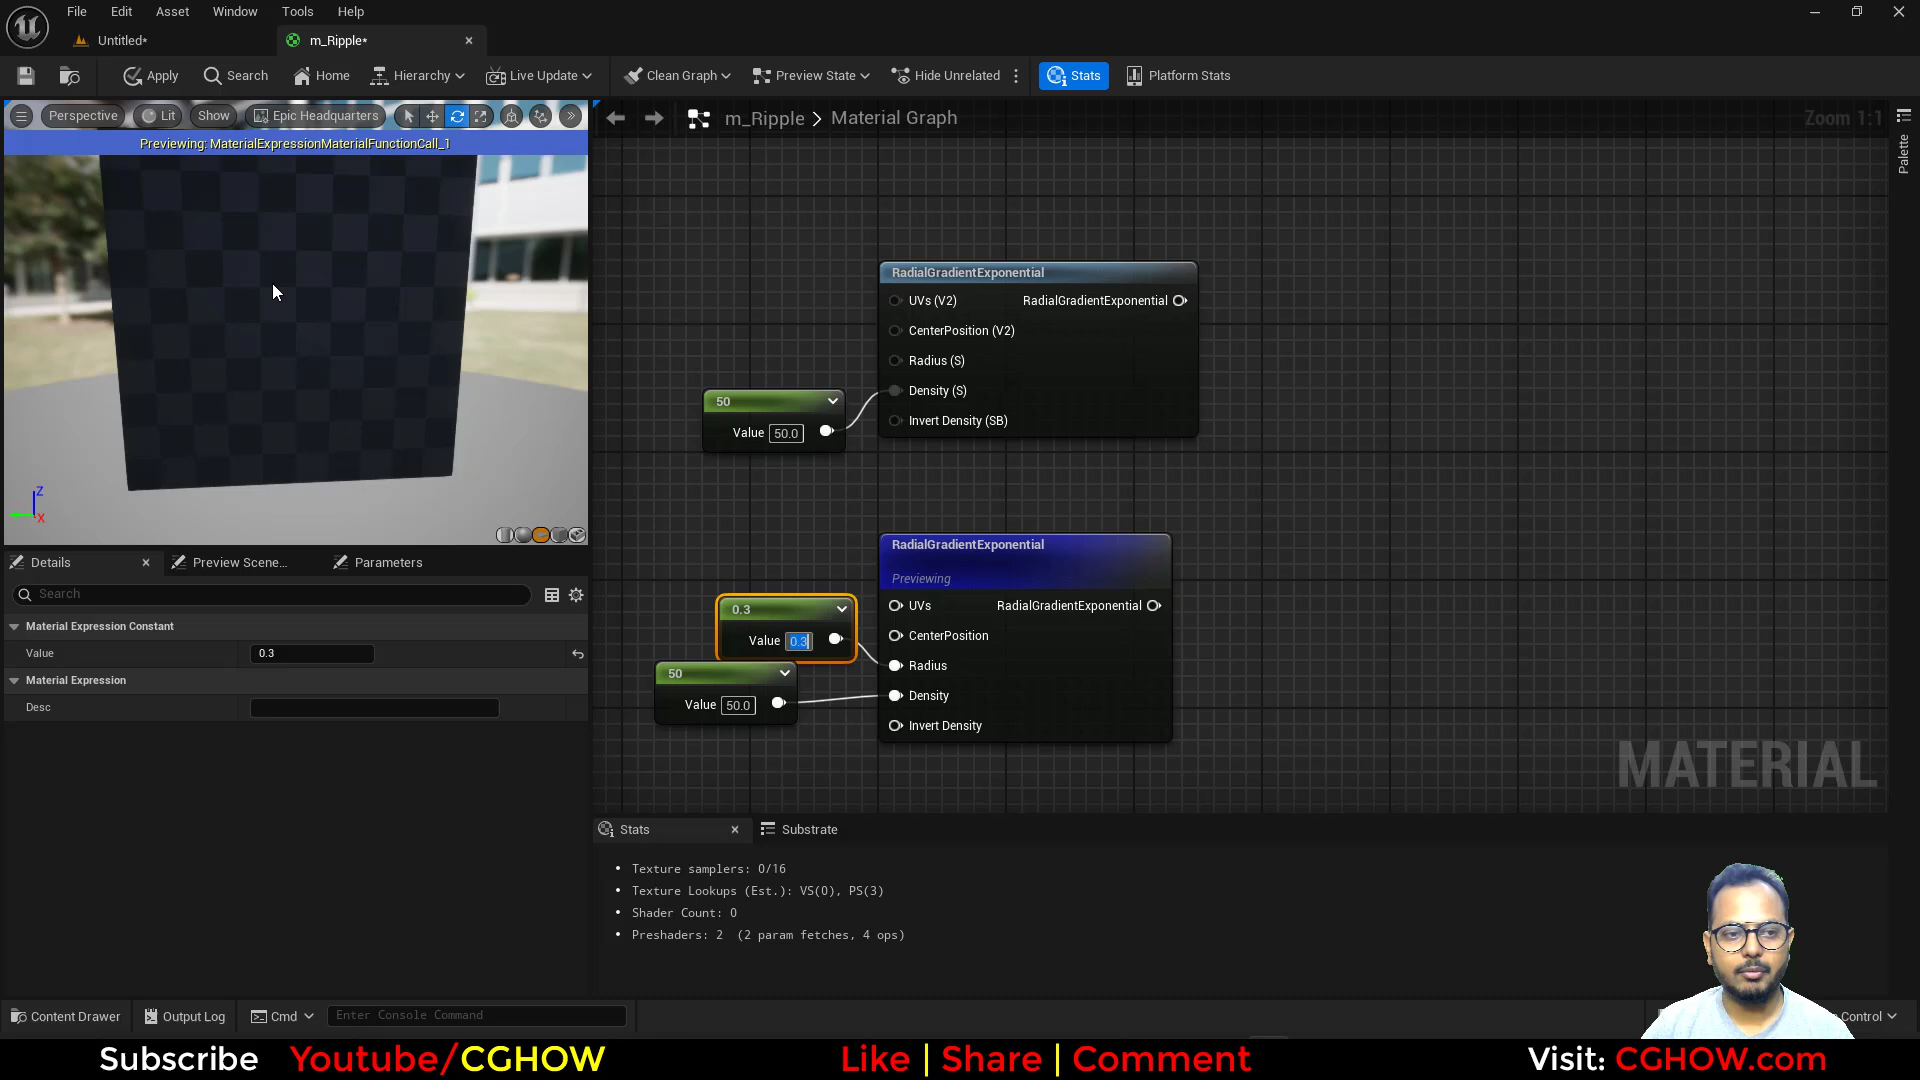 File Edit Asset Window Tools Help
Untitled*
m_Ripple*
Apply Search Home Hierarchy Live Update Clean Graph Preview State Hide Unrelated Stats Platform Stats
Perspective Lit Show Epic Headquarters
Previewing: MaterialExpressionMaterialFunctionCall_1
m_Ripple > Material Graph
Zoom 1:1
Palette
RadialGradientExponential
UVs (V2) RadialGradientExponential
CenterPosition (V2)
Radius (S)
Density (S)
Invert Density (SB)
50
Value 50.0
RadialGradientExponential
Previewing
UVs RadialGradientExponential
CenterPosition
Radius
Density
Invert Density
0.3
Value 0.3
50
Value 50.0
MATERIAL
Z
X
Details Preview Scene... Parameters
Search
Material Expression Constant
Value 0.3
Material Expression
Desc
Stats Substrate
• Texture samplers: 0/16
• Texture Lookups (Est.): VS(0), PS(3)
• Shader Count: 0
• Preshaders: 2 (2 param fetches, 4 ops)
Content Drawer Output Log Cmd Enter Console Command
Control
Subscribe Youtube/CGHOW Like | Share | Comment Visit: CGHOW.com